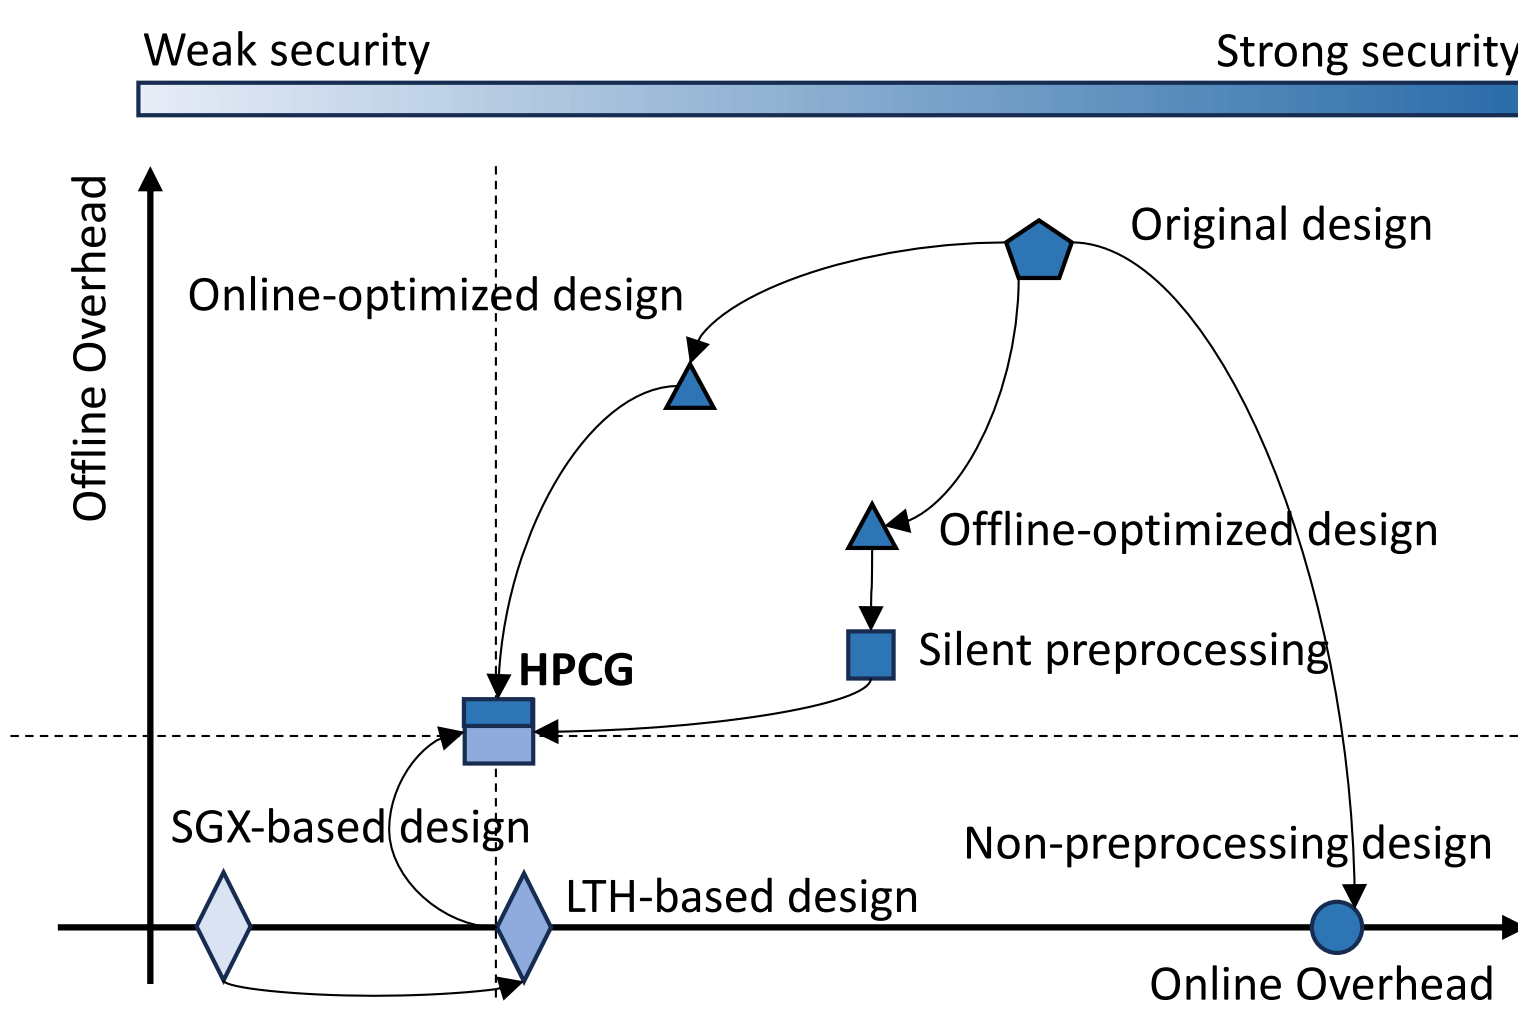 Weak security
Strong security
Offline Overhead
Original design
Online-optimized design
Offline-optimized design
Silent preprocessing
HPCG
SGX-based design
Non-preprocessing design
LTH-based design
Online Overhead